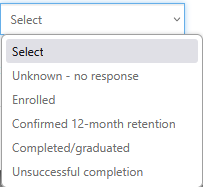 Select
Select
Unknown - no response
Enrolled
Confirmed 12-month retention
Completed/graduated
Unsuccessful completion